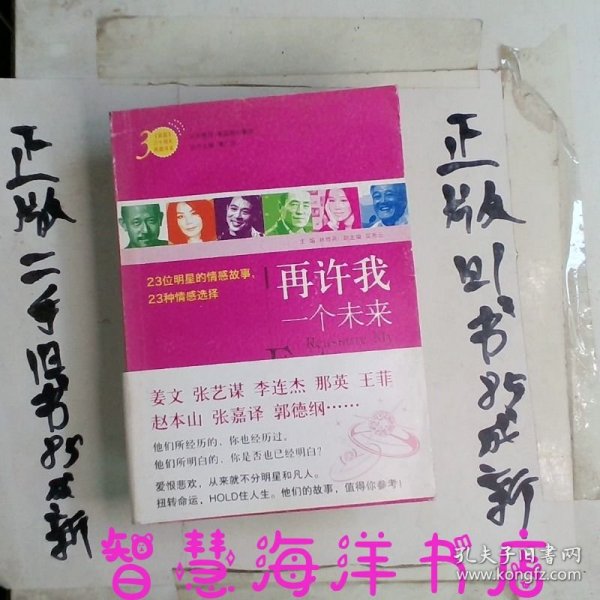 正版二手旧书85成新
正版旧书85成新
30
23位明星的情感故事,
23种情感选择
再许我
一个未来
姜文 张艺谋 李连杰 那英 王菲
赵本山 张嘉译 郭德纲……
他们所经历的、你也经历过。
他们所明白的、你是否也已经明白?
爱恨悲欢，从来就不分明星和凡人。
扭转命运，HOLD住人生。他们的故事，值得你参考!
智慧海洋书店
孔夫子旧书网
www.kongfz.com